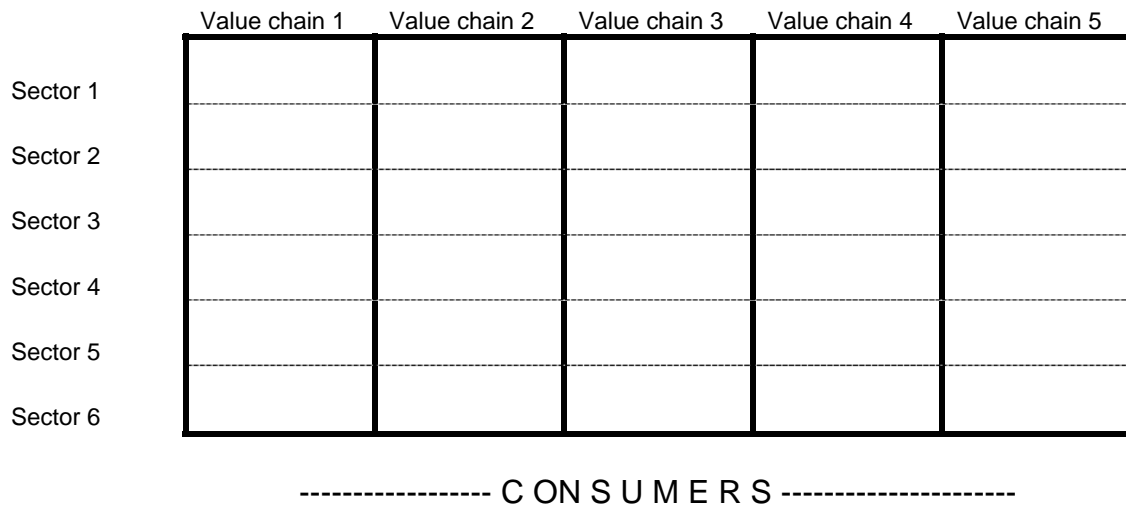 Value chain 1 Value chain 2 Value chain 3 Value chain 4 Value chain 5
Sector 1
Sector 2
Sector 3
Sector 4
Sector 5
Sector 6
------------------ C ON S U M E R S ----------------------